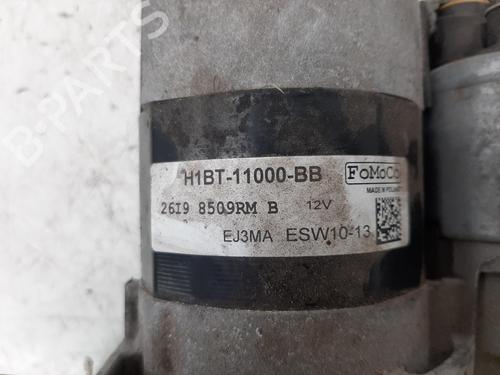 H1BT-11000-BB
FoMoCo
MADE IN POLAND
26I9 8509RM B 12V
EJ3MA ESW10-13
B-PARTS